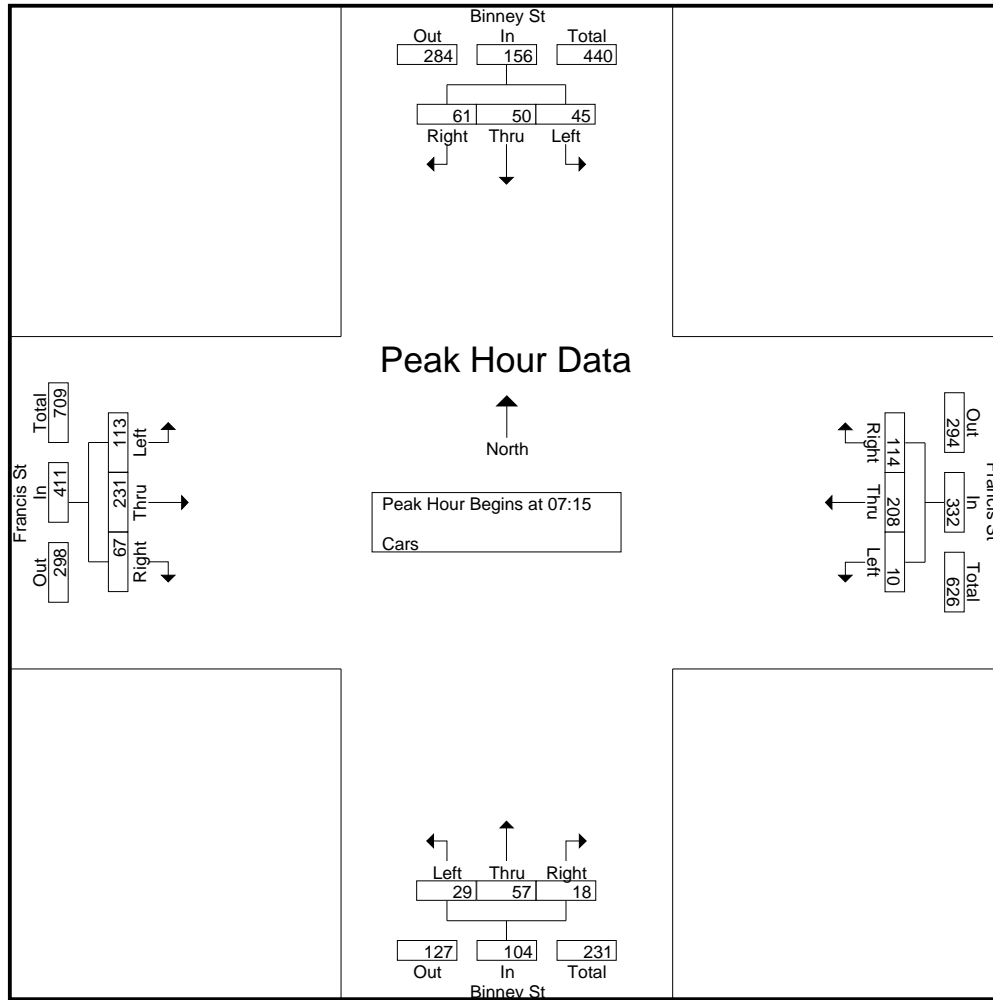 Binney St
Out In Total
284 156 440
61 50 45
Right Thru Left
Peak Hour Data
North
Peak Hour Begins at 07:15
Cars
Francis St
Total In Out
709 411 298
113 231 67
Left Thru Right
Francis St
Out In Total
294 332 626
114 208 10
Right Thru Left
Left Thru Right
29 57 18
127 104 231
Out In Total
Binney St